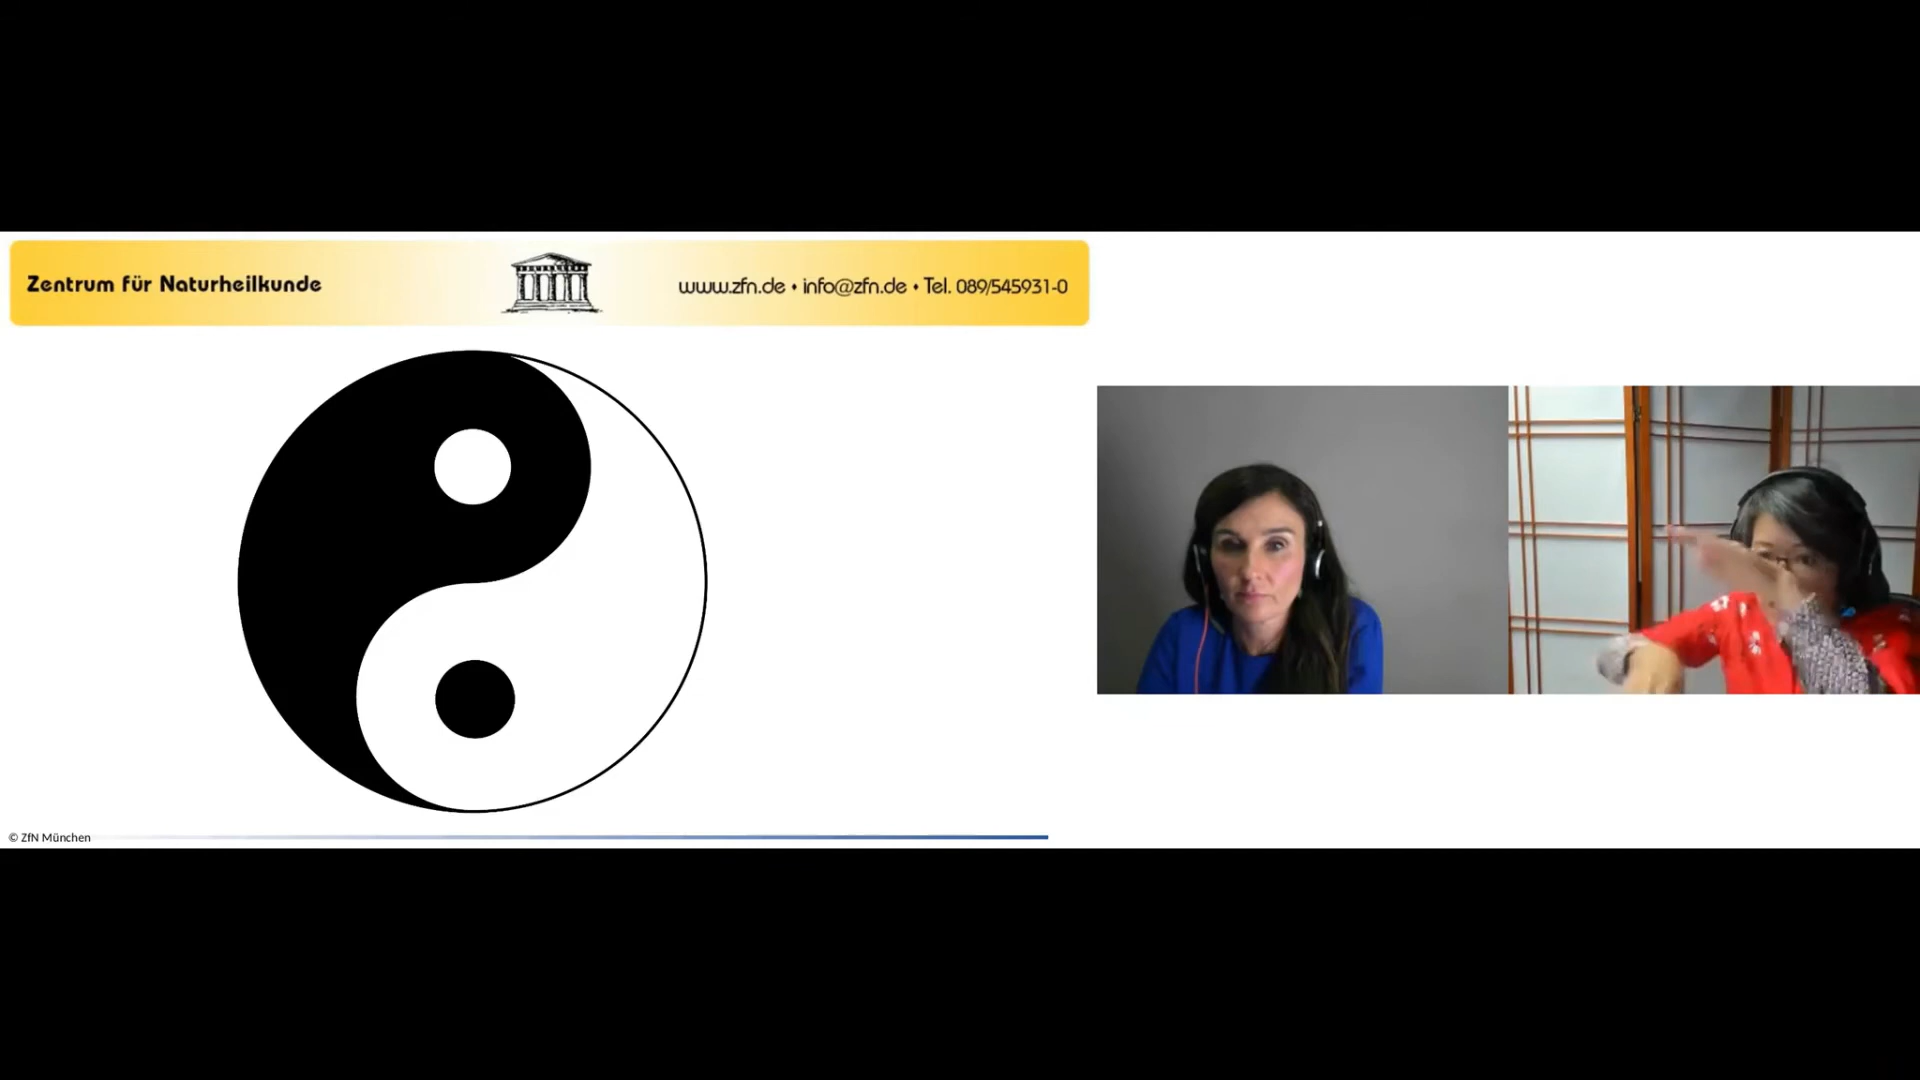 Zentrum für Naturheilkunde
www.zfn.de • info@zfn.de • Tel. 089/545931-0
© ZfN München